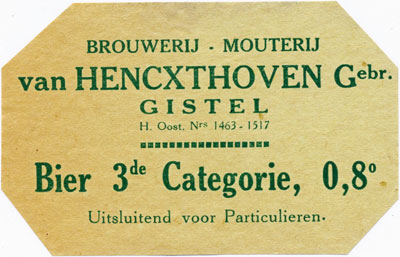 BROUWERIJ - MOUTERIJ
van HENCXTHOVEN Gebr.
GISTEL
H. Oost. Nrs 1463 - 1517
Bier 3de Categorie, 0,8°
Uitsluitend voor Particulieren.